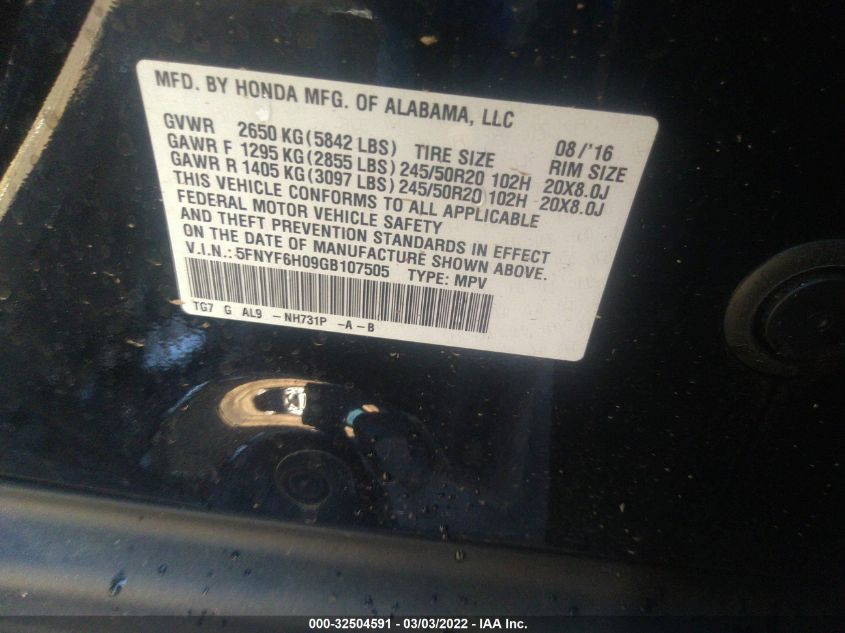 MFD. BY HONDA MFG. OF ALABAMA, LLC
08/'16
GVWR 2650 KG(5842 LBS) TIRE SIZE RIM SIZE
GAWR F 1295 KG(2855 LBS) 245/50R20 102H 20X8.0J
GAWR R 1405 KG(3097 LBS) 245/50R20 102H 20X8.0J
THIS VEHICLE CONFORMS TO ALL APPLICABLE
FEDERAL MOTOR VEHICLE SAFETY
AND THEFT PREVENTION STANDARDS IN EFFECT
ON THE DATE OF MANUFACTURE SHOWN ABOVE.
V.I.N.: 5FNYF6H09GB107505 TYPE: MPV
TG7 G AL9 -NH731P -A-B
000-32504591 - 03/03/2022 - IAA Inc.